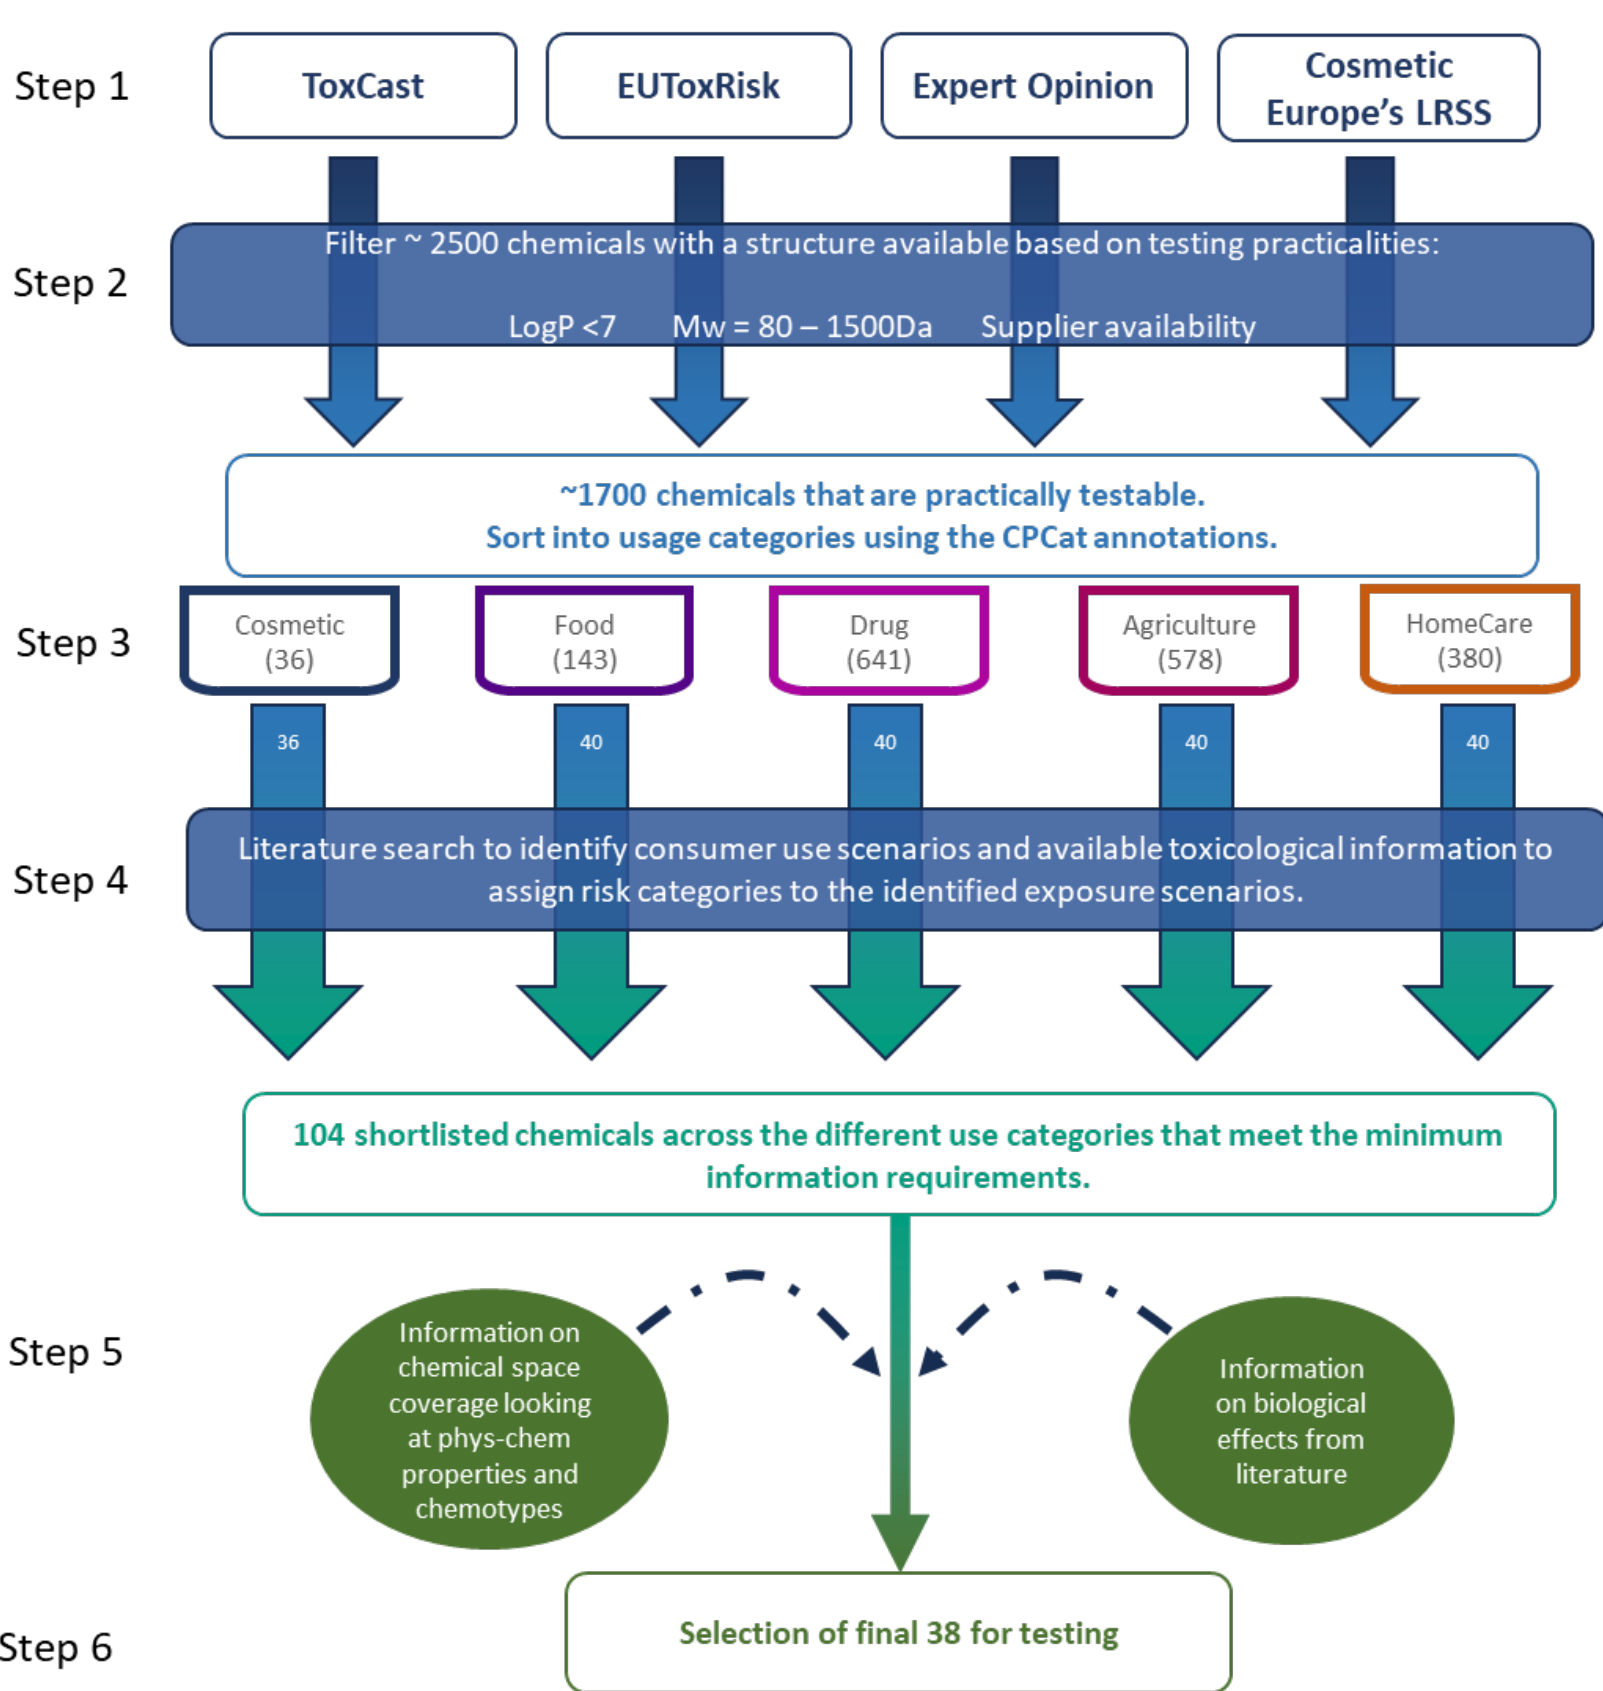 Step 1
ToxCast
EUToxRisk
Expert Opinion
Cosmetic
Europe's LRSS
Step 2
Filter ~ 2500 chemicals with a structure available based on testing practicalities:
LogP <7 Mw = 80 – 1500Da Supplier availability
~1700 chemicals that are practically testable.
Sort into usage categories using the CPCat annotations.
Step 3
Cosmetic
(36)
Food
(143)
Drug
(641)
Agriculture
(578)
HomeCare
(380)
36
40
40
40
40
Step 4
Literature search to identify consumer use scenarios and available toxicological information to
assign risk categories to the identified exposure scenarios.
104 shortlisted chemicals across the different use categories that meet the minimum
information requirements.
Step 5
Information on
chemical space
coverage looking
at phys-chem
properties and
chemotypes
Information
on biological
effects from
literature
Step 6
Selection of final 38 for testing